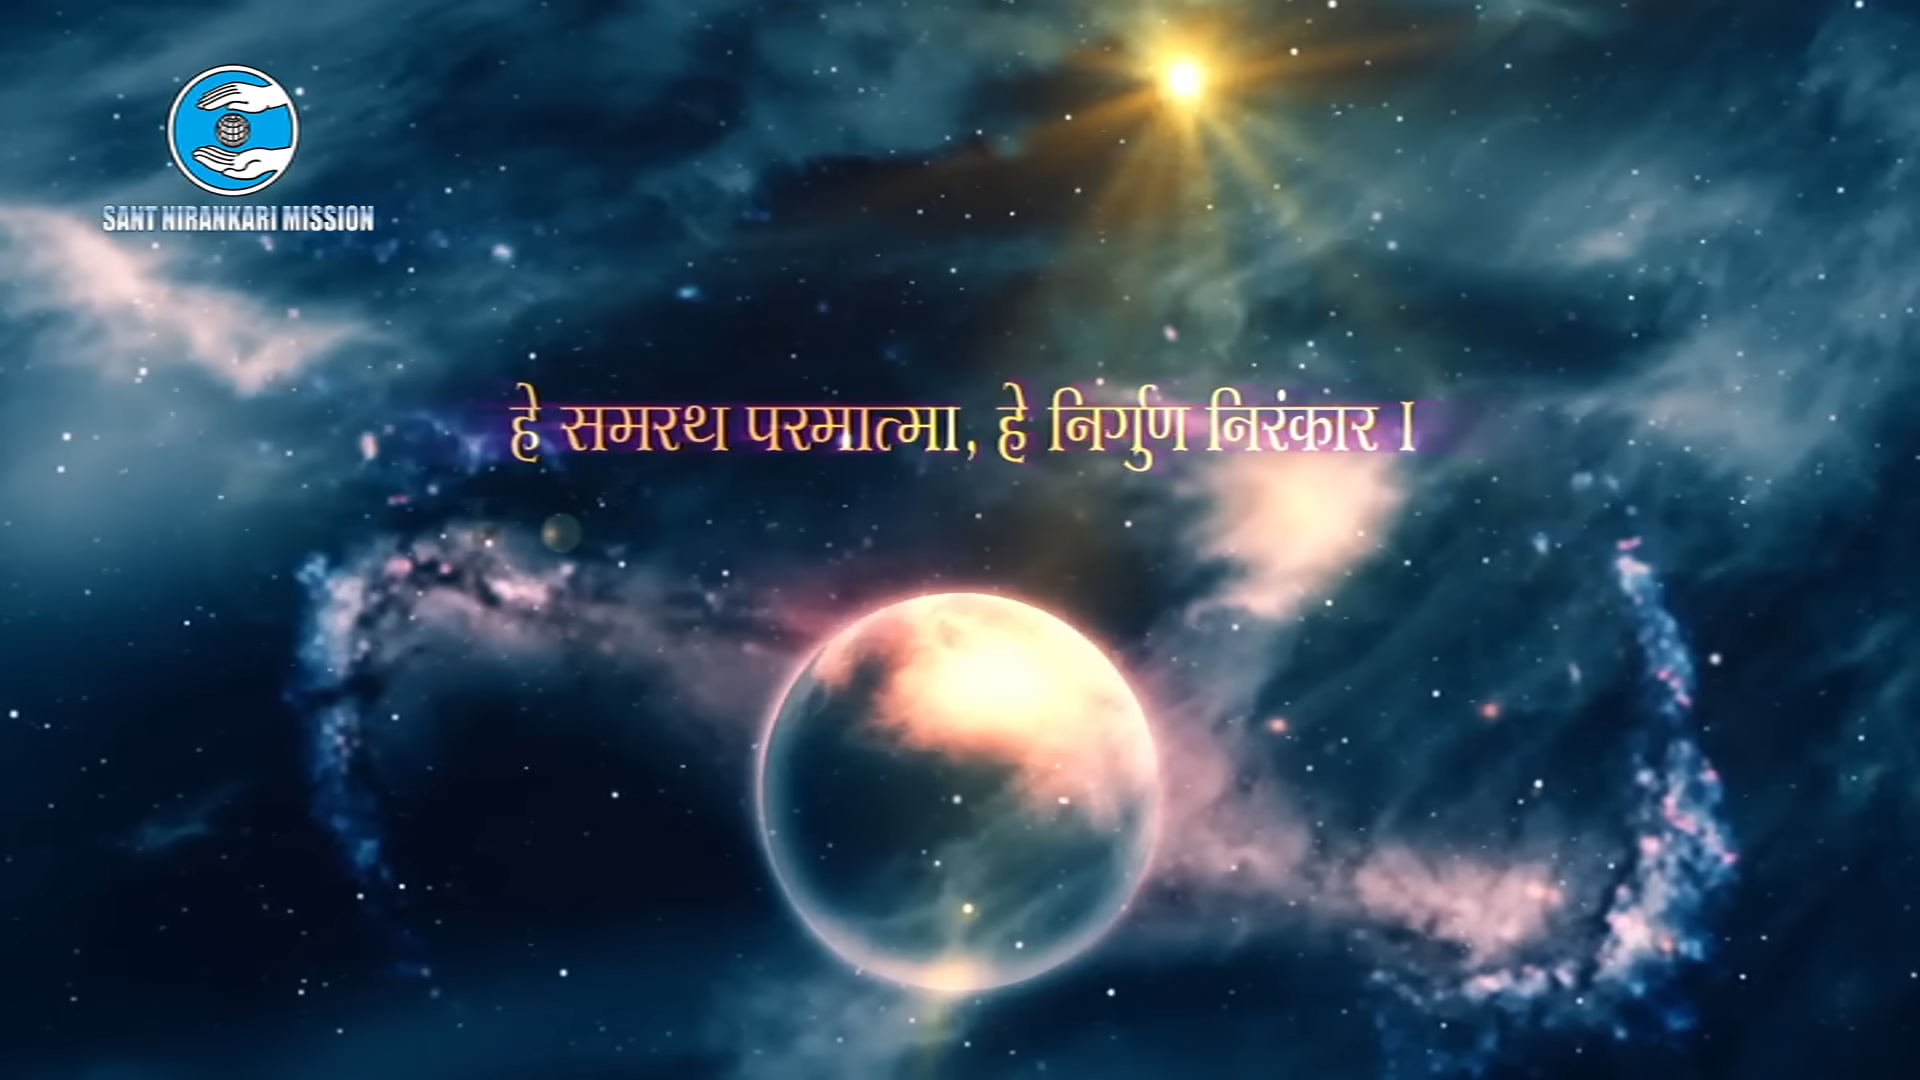 SANT NIRANKARI MISSION
हे समरथ परमात्मा, हे निर्गुण निरंकार ।